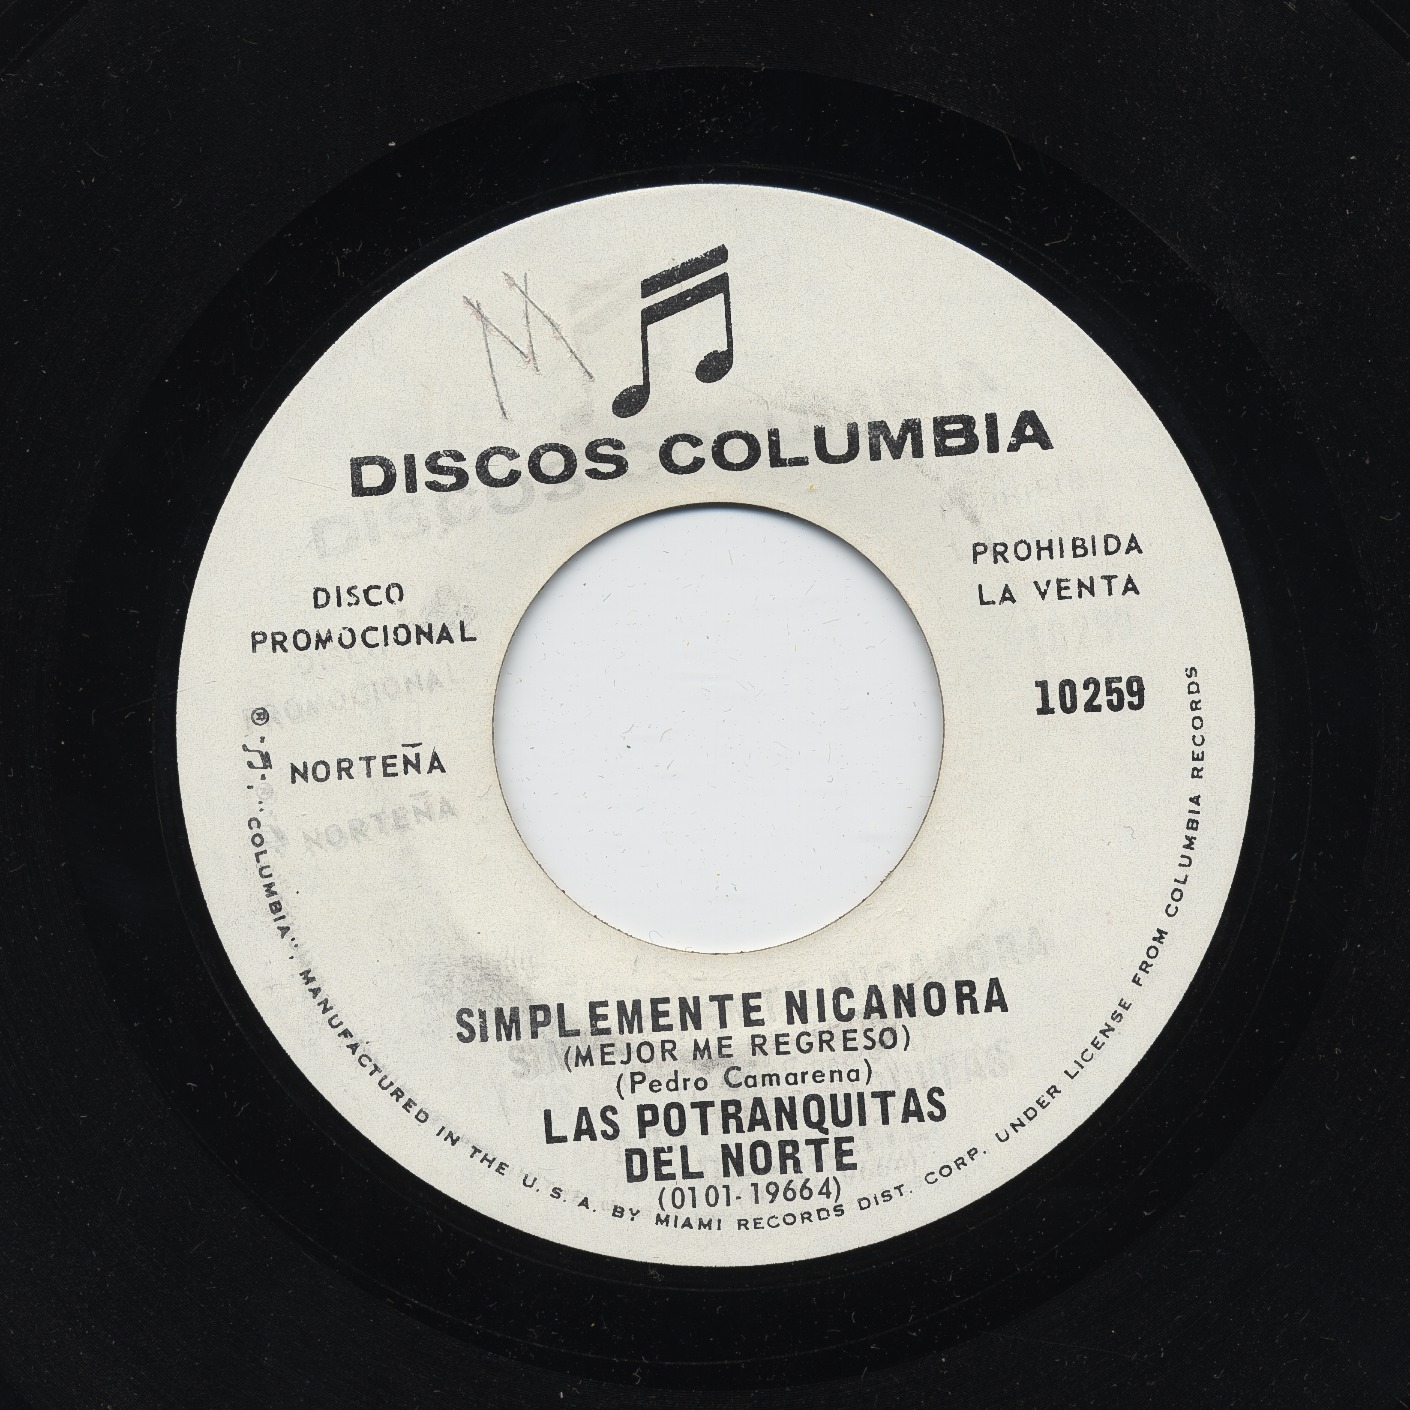 M
DISCOS COLUMBIA
DISCO
PROMOCIONAL
PROHIBIDA
LA VENTA
10259
NORTEÑA
SIMPLEMENTE NICANORA
(MEJOR ME REGRESO)
(Pedro Camarena)
LAS POTRANQUITAS
DEL NORTE
(0101-19664)
® · "COLUMBIA", MANUFACTURED IN THE U. S. A. BY MIAMI RECORDS DIST. CORP. UNDER LICENSE FROM COLUMBIA RECORDS